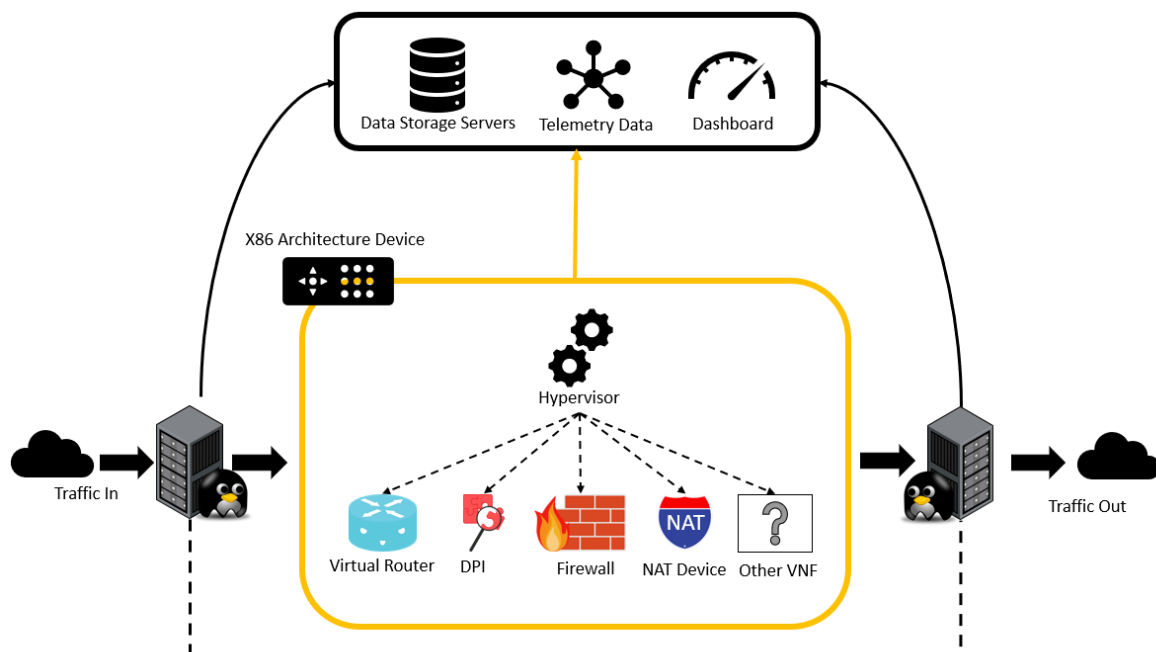 Data Storage Servers
Telemetry Data
Dashboard
X86 Architecture Device
Hypervisor
Traffic In
Traffic Out
NAT
Virtual Router
DPI
Firewall
NAT Device
Other VNF
?
S